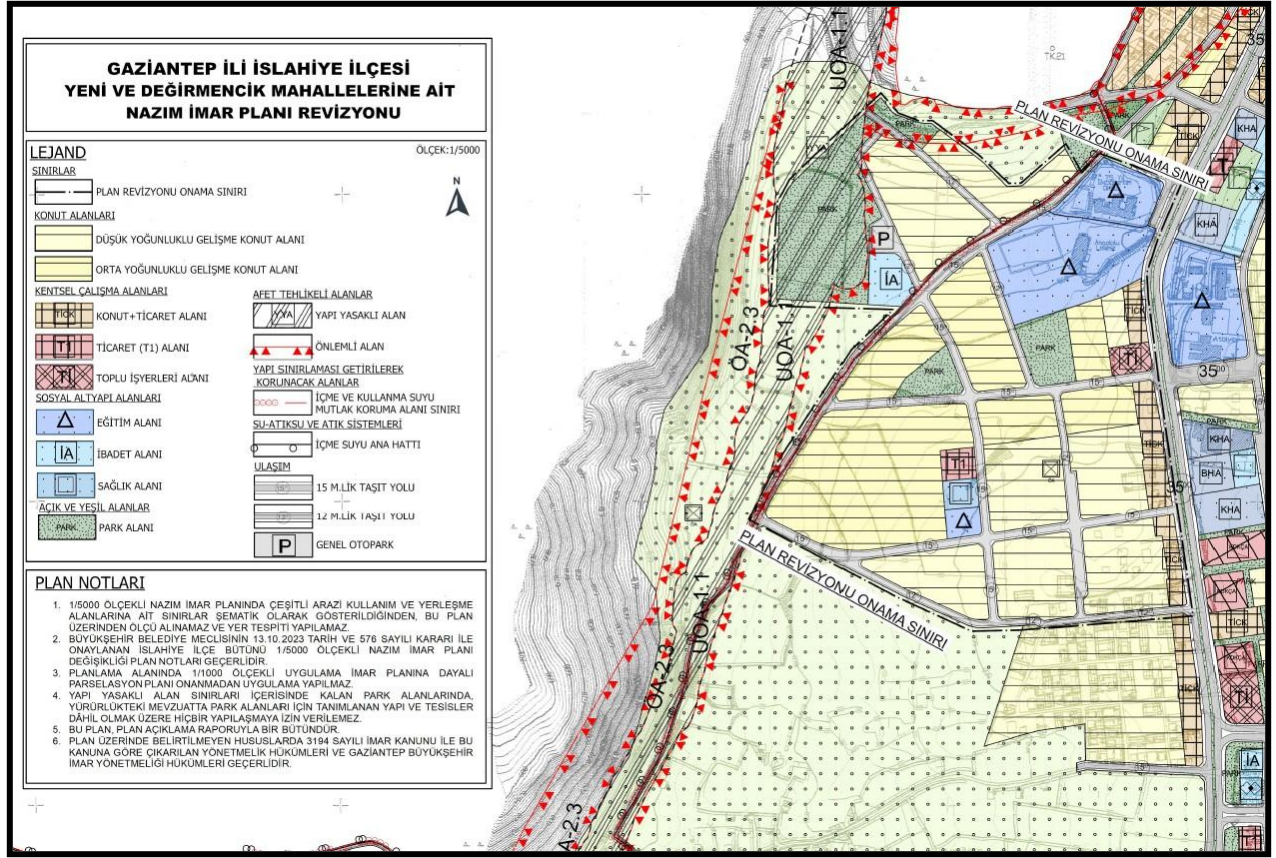 GAZİANTEP İLİ İSLAHİYE İLÇESİ
YENİ VE DEĞİRMENCİK MAHALLELERİNE AİT
NAZIM İMAR PLANI REVİZYONU
LEJAND
ÖLÇEK:1/5000
SINIRLAR
PLAN REVİZYONU ONAMA SINIRI
N
KONUT ALANLARI
DÜŞÜK YOĞUNLUKLU GELİŞME KONUT ALANI
ORTA YOĞUNLUKLU GELİŞME KONUT ALANI
KENTSEL ÇALIŞMA ALANLARI
TİCK KONUT+TİCARET ALANI
T1 TİCARET (T1) ALANI
Tİ TOPLU İŞYERLERİ ALANI
SOSYAL ALTYAPI ALANLARI
EĞİTİM ALANI
İA İBADET ALANI
SAĞLIK ALANI
AÇIK VE YEŞİL ALANLAR
PARK PARK ALANI
AFET TEHLİKELİ ALANLAR
YYA YAPI YASAKLI ALAN
ÖNLEMLİ ALAN
YAPI SINIRLAMASI GETİRİLEREK
KORUNACAK ALANLAR
İÇME VE KULLANMA SUYU
MUTLAK KORUMA ALANI SINIRI
SU-ATIKSU VE ATIK SİSTEMLERİ
İÇME SUYU ANA HATTI
ULAŞIM
15 15 M.LİK TAŞIT YOLU
12 12 M.LİK TAŞIT YOLU
P GENEL OTOPARK
PLAN NOTLARI
1. 1/5000 ÖLÇEKLİ NAZIM İMAR PLANINDA ÇEŞİTLİ ARAZİ KULLANIM VE YERLEŞME
ALANLARINA AİT SINIRLAR ŞEMATİK OLARAK GÖSTERİLDİĞİNDEN, BU PLAN
ÜZERİNDEN ÖLÇÜ ALINAMAZ VE YER TESPİTİ YAPILAMAZ.
2. BÜYÜKŞEHİR BELEDİYE MECLİSİNİN 13.10.2023 TARİH VE 576 SAYILI KARARI İLE
ONAYLANAN İSLAHİYE İLÇE BÜTÜNÜ 1/5000 ÖLÇEKLİ NAZIM İMAR PLANI
DEĞİŞİKLİĞİ PLAN NOTLARI GEÇERLİDİR.
3. PLANLAMA ALANINDA 1/1000 ÖLÇEKLİ UYGULAMA İMAR PLANINA DAYALI
PARSELASYON PLANI ONANMADAN UYGULAMA YAPILMAZ.
4. YAPI YASAKLI ALAN SINIRLARI İÇERİSİNDE KALAN PARK ALANLARINDA,
YÜRÜRLÜKTEKİ MEVZUATTA PARK ALANLARI İÇİN TANIMLANAN YAPI VE TESİSLER
DÂHİL OLMAK ÜZERE HİÇBİR YAPILAŞMAYA İZİN VERİLEMEZ.
5. BU PLAN, PLAN AÇIKLAMA RAPORUYLA BİR BÜTÜNDÜR.
6. PLAN ÜZERİNDE BELİRTİLMEYEN HUSUSLARDA 3194 SAYILI İMAR KANUNU İLE BU
KANUNA GÖRE ÇIKARILAN YÖNETMELİK HÜKÜMLERİ VE GAZİANTEP BÜYÜKŞEHİR
İMAR YÖNETMELİĞİ HÜKÜMLERİ GEÇERLİDİR.
UOA-1.1
TK21
PLAN REVİZYONU ONAMA SINIRI
PARK
PARK
TİCK
KHA
T
KHA
PARK
P
İA
ÖA-2.3
UOA-1.
TİCK
PARK
PARK
Tİ
35⁰⁰
PARK
KHA
TİCK
BHA
T1
KHA
PLAN REVİZYONU ONAMA SINIRI
UOA-1.1
ÖA-2.3
TİCK
TİCK
TİCK
Tİ
İA
A-2.3